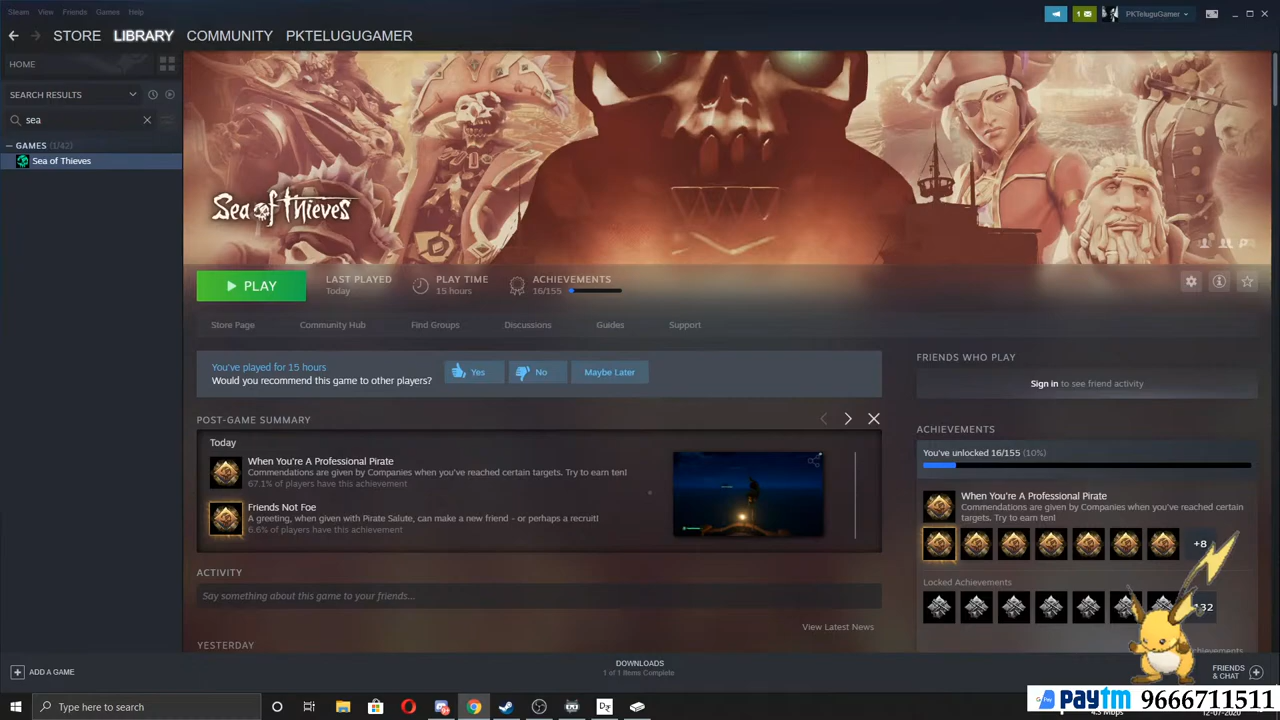 Steam View Friends Games Help
1
PKTeluguGamer
STORE LIBRARY COMMUNITY PKTELUGUGAMER
HOME
SEARCH RESULTS
sea
GAMES (1/42)
Sea of Thieves
Sea of Thieves
PLAY
LAST PLAYED
Today
PLAY TIME
15 hours
ACHIEVEMENTS
16/155
Store Page Community Hub Find Groups Discussions Guides Support
You've played for 15 hours
Would you recommend this game to other players?
Yes
No
Maybe Later
FRIENDS WHO PLAY
Sign in to see friend activity
POST-GAME SUMMARY
Today
When You're A Professional Pirate
Commendations are given by Companies when you've reached certain targets. Try to earn ten!
67.1% of players have this achievement
Friends Not Foe
A greeting, when given with Pirate Salute, can make a new friend - or perhaps a recruit!
6.6% of players have this achievement
ACHIEVEMENTS
You've unlocked 16/155 (10%)
When You're A Professional Pirate
Commendations are given by Companies when you've reached certain targets. Try to earn ten!
+8
Locked Achievements
132
ACTIVITY
Say something about this game to your friends...
View Latest News
YESTERDAY
ADD A GAME
DOWNLOADS
1 of 1 Items Complete
FRIENDS
& CHAT
Type here to search
paytm 9666711511
4.3 Mbps
12-07-2020